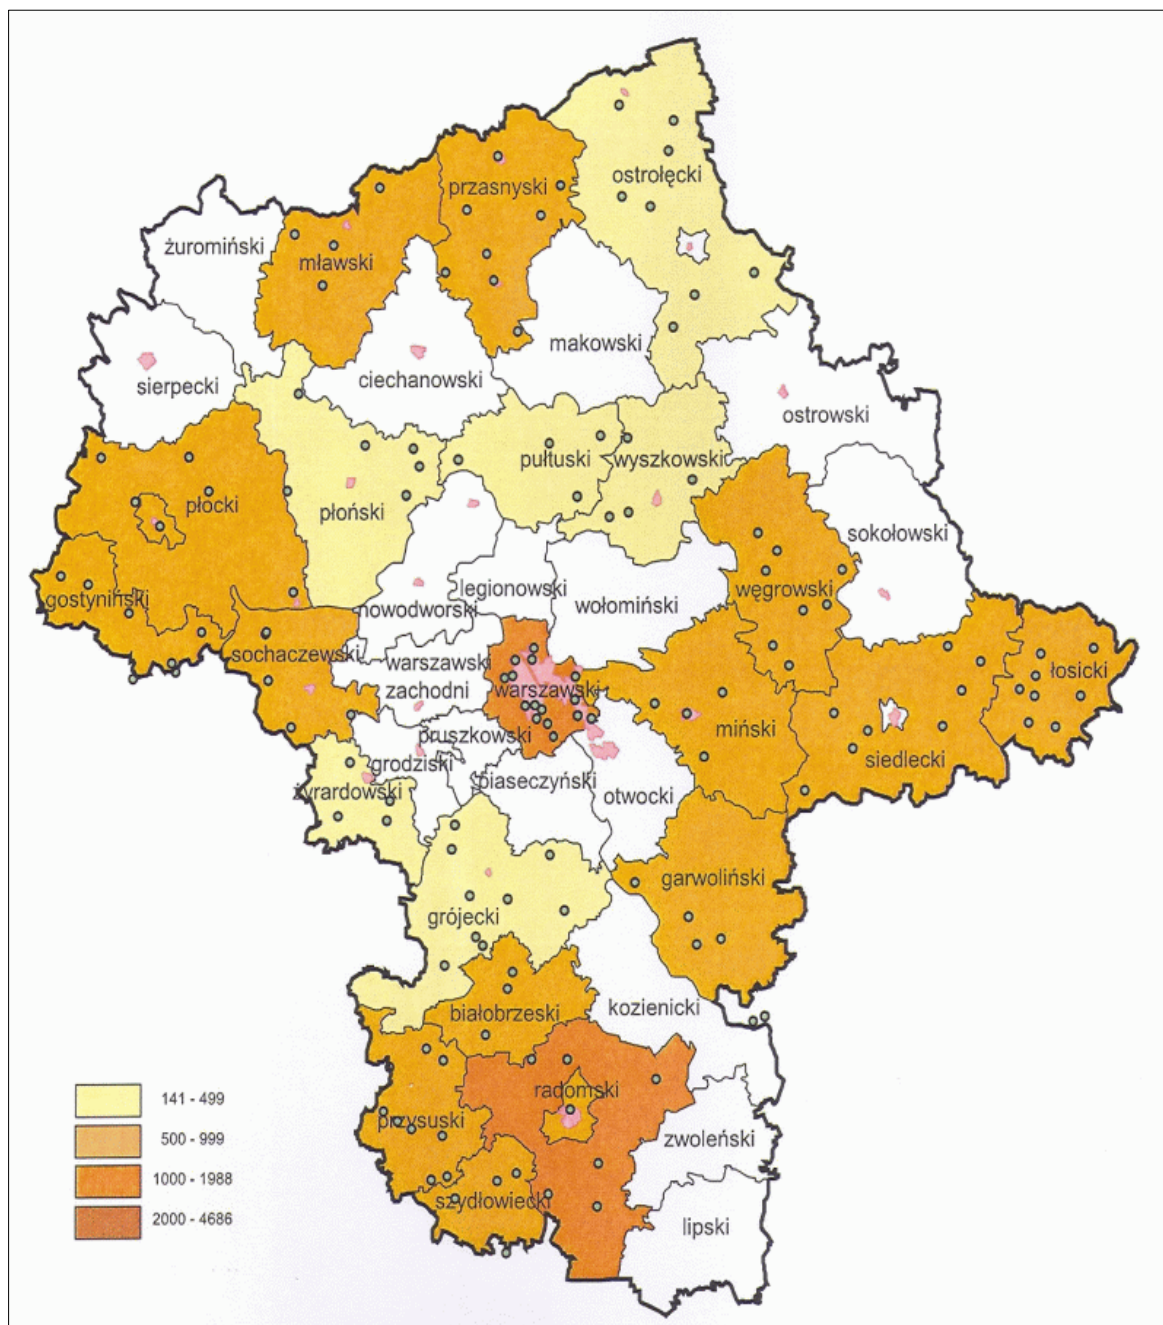 ostrołęcki
przasnyski
żuromiński
mławski
makowski
ciechanowski
sierpecki
ostrowski
pułtuski
wyszkowski
płocki
płoński
sokołowski
legionowski
węgrowski
gostyniński
nowodworski
wołomiński
sochaczewski
warszawski
zachodni
łosicki
warszawski
miński
pruszkowski
siedlecki
grodziski
piaseczyński
żyrardowski
otwocki
garwoliński
grójecki
kozienicki
białobrzeski
radomski
141 - 499
przysuski
500 - 999
zwoleński
1000 - 1988
szydłowiecki
2000 - 4686
lipski